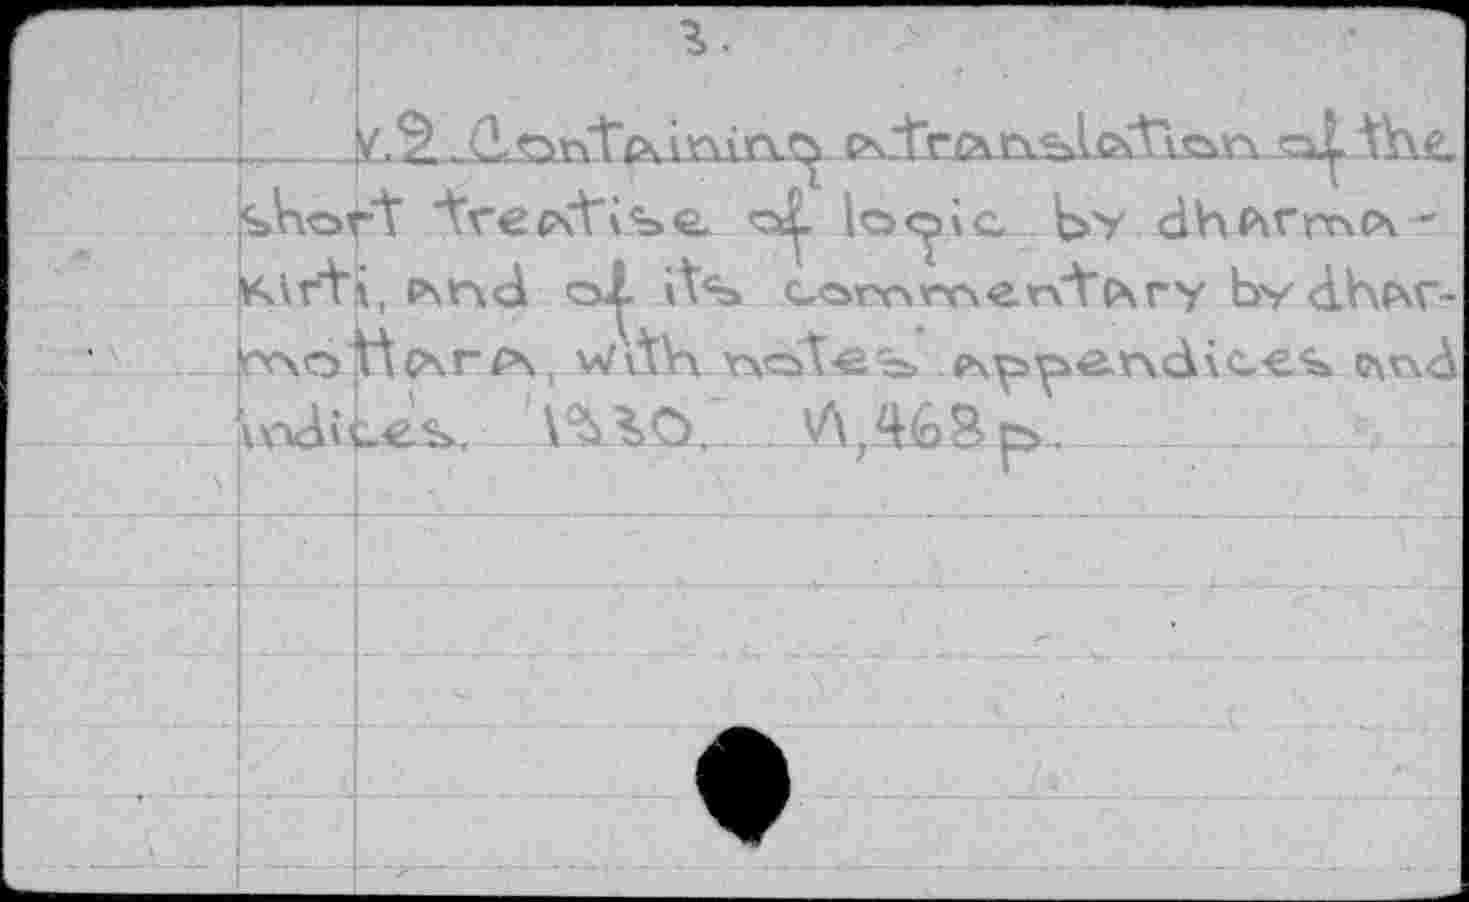 3.
v.2. Containing a translation of the
short treatise of logic by dharma-
kirti, and of its commentary by dhar-
mottara, with notes appendices and
indices. 1930. VI, 468 p.